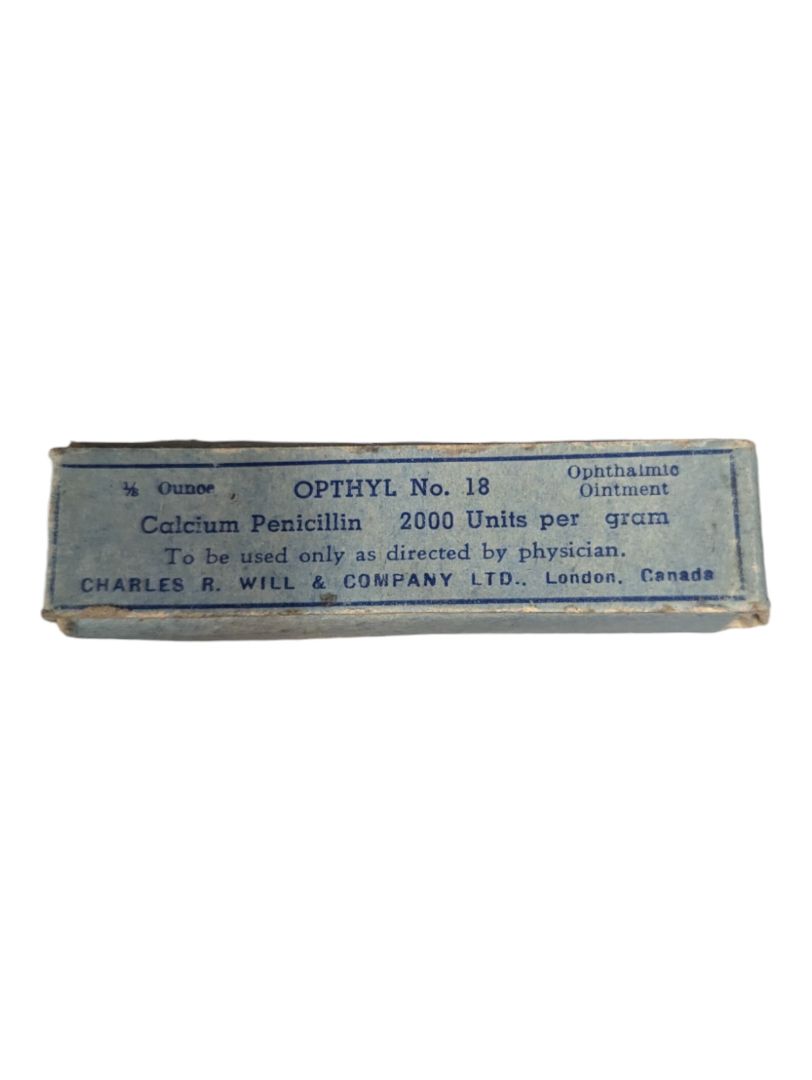 ⅛ Ounce OPTHYL No. 18 Ophthalmic Ointment
Calcium Penicillin 2000 Units per gram
To be used only as directed by physician.
CHARLES R. WILL & COMPANY LTD., London, Canada